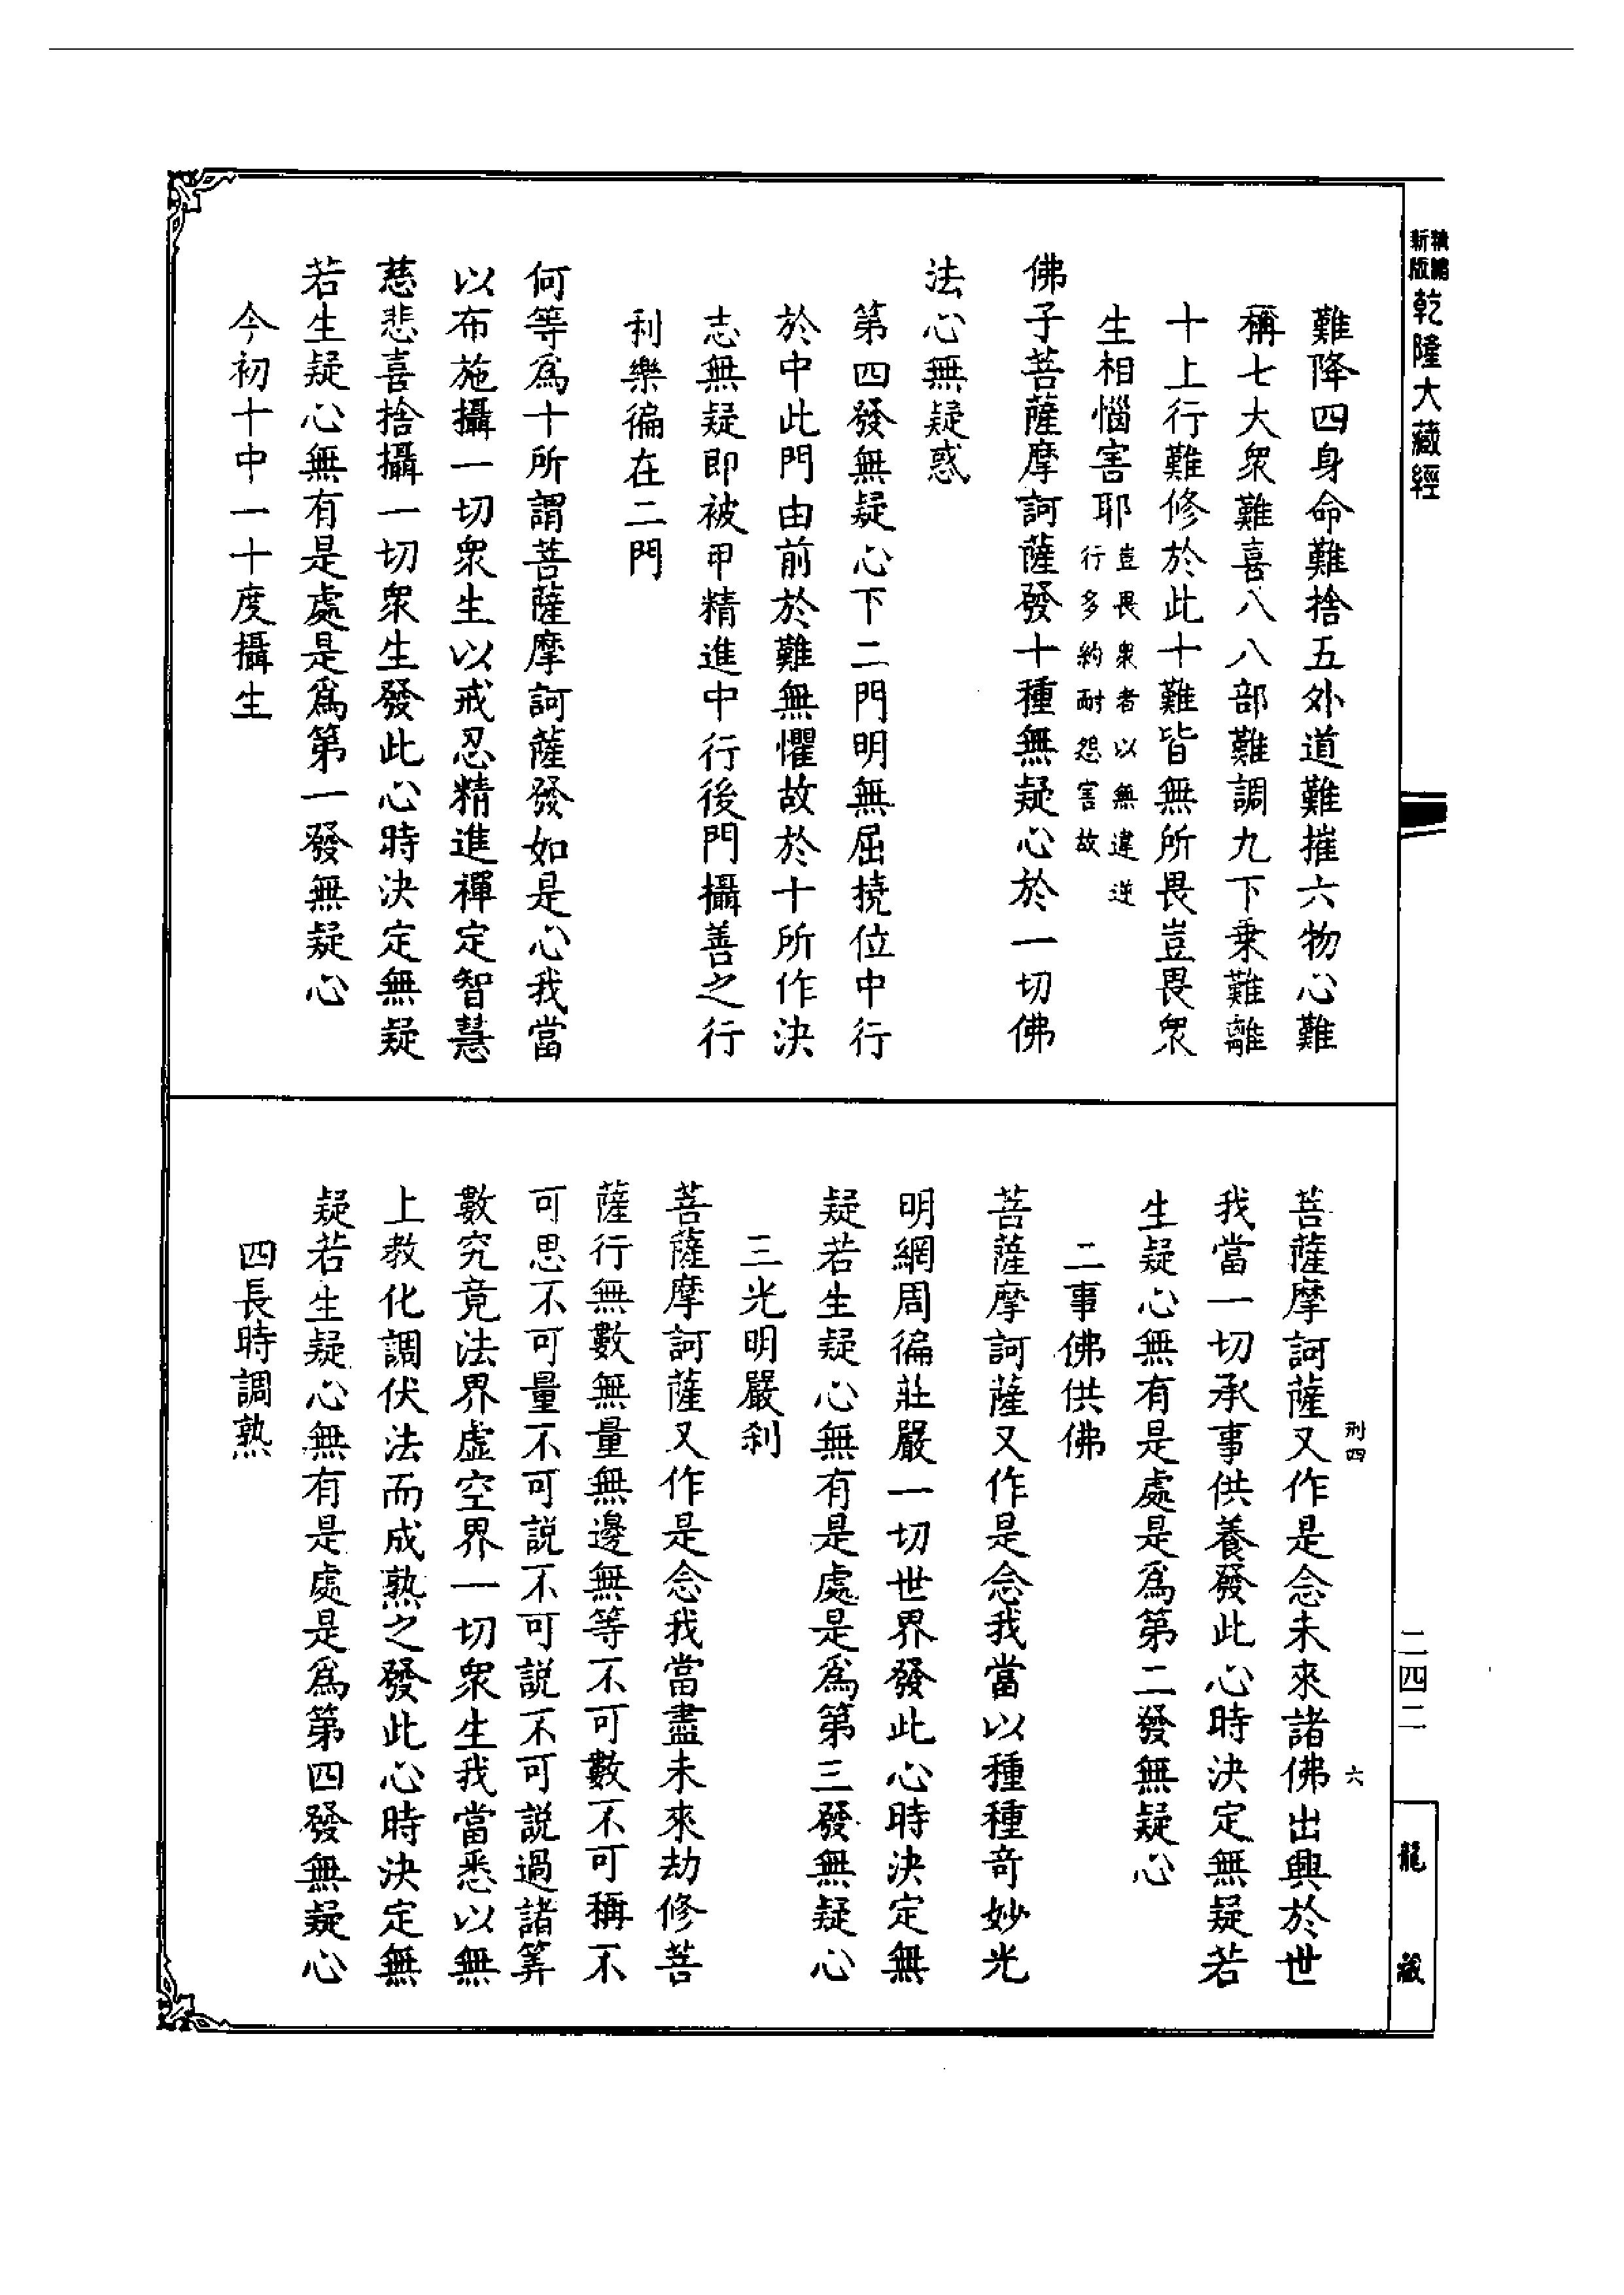 新版
精編
乾隆大藏經
難降四身命難捨五外道難摧六物心難
稱七大衆難喜八八部難調九下乗難離
十上行難修於此十難皆無所畏豈畏衆
生相惱害耶豈畏衆者以無違逆
行多約耐怨害故
佛子菩薩摩訶薩發十種無疑心於一切佛
法心無疑惑
第四發無疑心下二門明無屈撓位中行
於中此門由前於難無懼故於十所作決
志無疑即被甲精進中行後門攝善之行
利樂徧在二門
何等爲十所謂菩薩摩訶薩發如是心我當
以布施攝一切衆生以戒忍精進禪定智慧
慈悲喜捨攝一切衆生發此心時決定無疑
若生疑心無有是處是爲第一發無疑心
今初十中一十度攝生
刑四
六
菩薩摩訶薩又作是念未來諸佛出興於世
我當一切承事供養發此心時決定無疑若
生疑心無有是處是爲第二發無疑心
二事佛供佛
菩薩摩訶薩又作是念我當以種種奇妙光
明網周徧莊嚴一切世界發此心時決定無
疑若生疑心無有是處是爲第三發無疑心
三光明嚴刹
菩薩摩訶薩又作是念我當盡未來劫修菩
薩行無數無量無邊無等不可數不可稱不
可思不可量不可説不可説不可説過諸筭
數究竟法界虛空界一切衆生我當悉以無
上教化調伏法而成熟之發此心時決定無
疑若生疑心無有是處是爲第四發無疑心
四長時調熟
二四二
龍藏